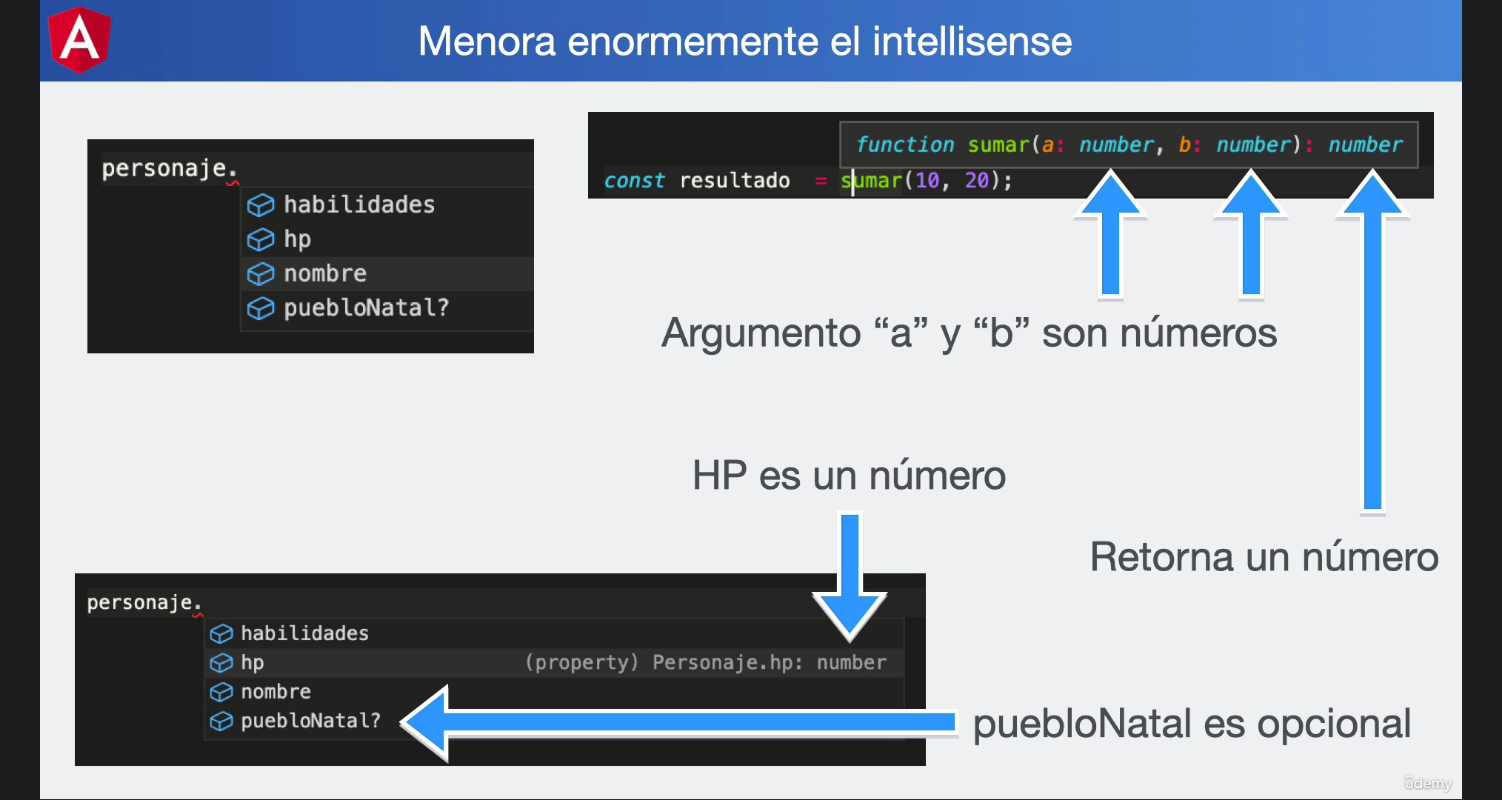 Menora enormemente el intellisense
personaje.
habilidades
hp
nombre
puebloNatal?
function sumar(a: number, b: number): number
const resultado = sumar(10, 20);
Argumento “a” y “b” son números
HP es un número
Retorna un número
personaje.
habilidades
hp (property) Personaje.hp: number
nombre
puebloNatal?
puebloNatal es opcional
ûdemy